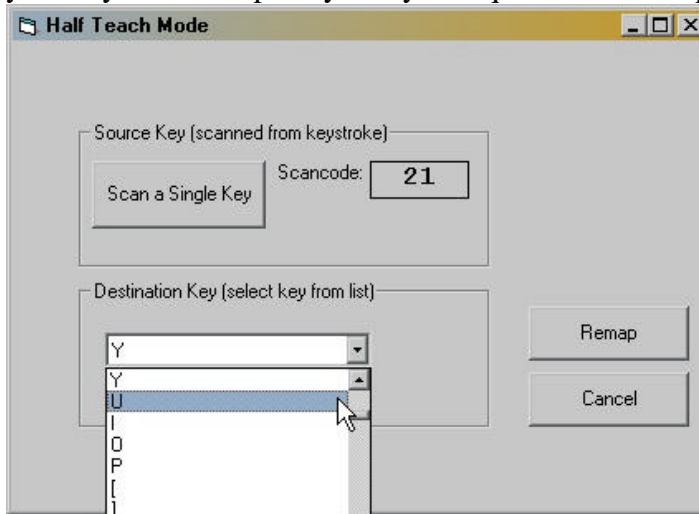 Half Teach Mode
Source Key (scanned from keystroke)
Scan a Single Key
Scancode:
21
Destination Key (select key from list)
Y
Y
U
I
O
P
[
]
Remap
Cancel